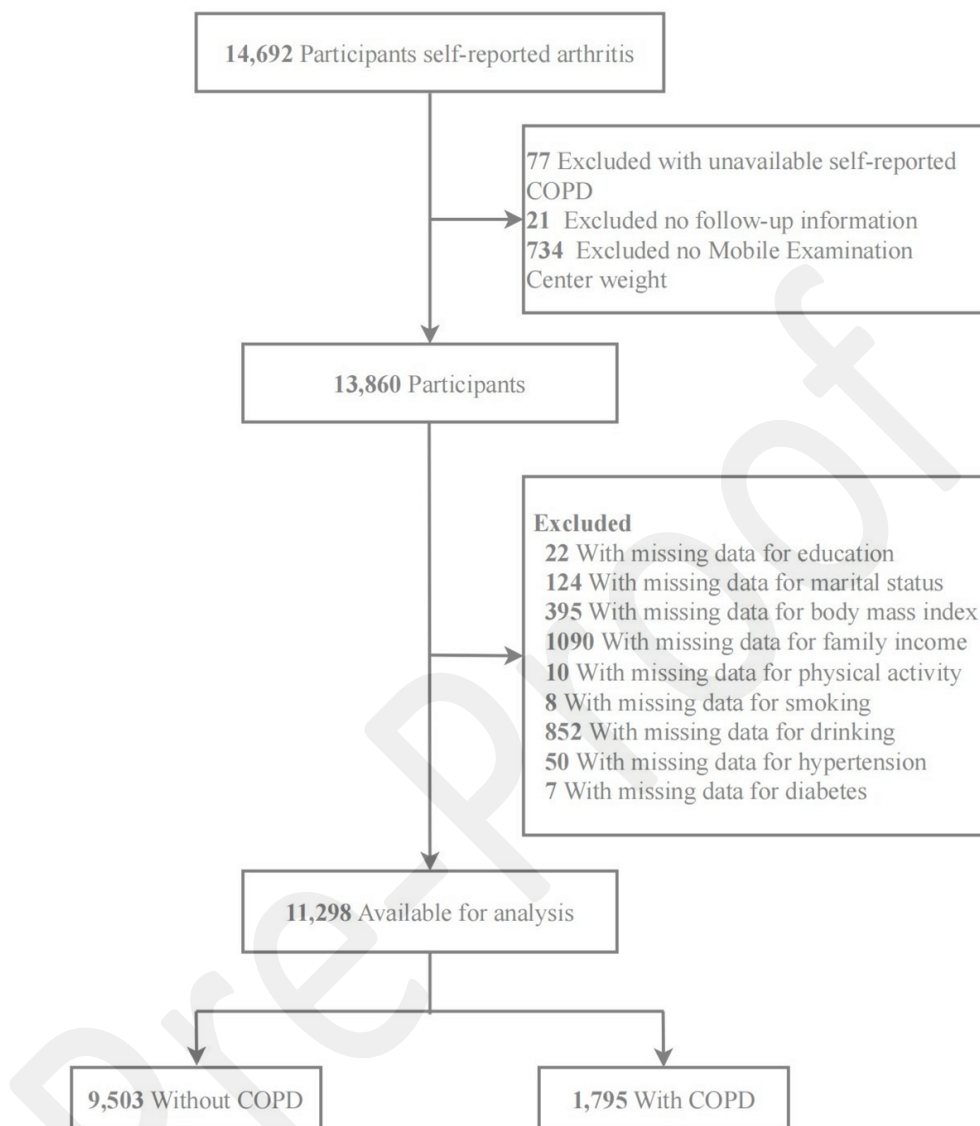 14,692 Participants self-reported arthritis
77 Excluded with unavailable self-reported
COPD
21 Excluded no follow-up information
734 Excluded no Mobile Examination
Center weight
13,860 Participants
Excluded
22 With missing data for education
124 With missing data for marital status
395 With missing data for body mass index
1090 With missing data for family income
10 With missing data for physical activity
8 With missing data for smoking
852 With missing data for drinking
50 With missing data for hypertension
7 With missing data for diabetes
11,298 Available for analysis
9,503 Without COPD
1,795 With COPD
Pre-proof